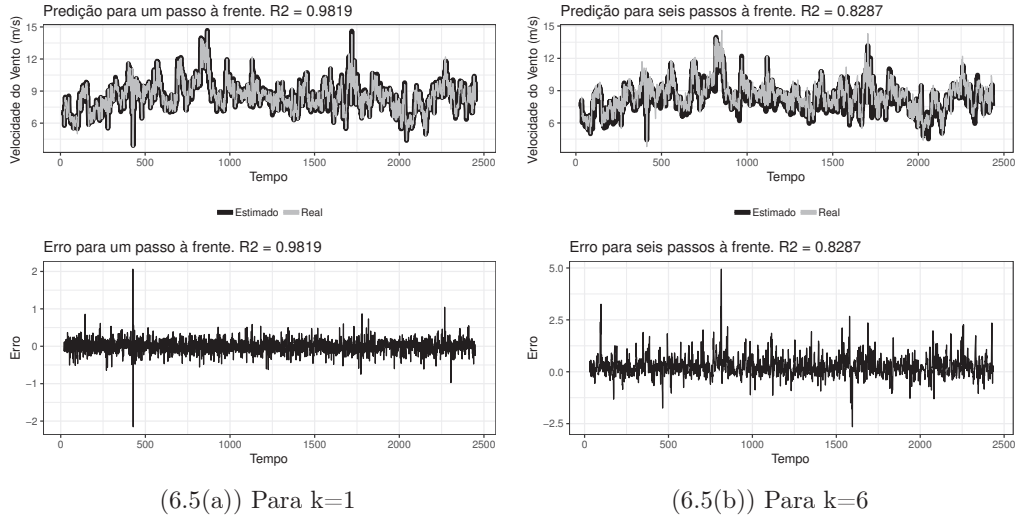 Predição para um passo à frente. R2 = 0.9819
Velocidade do Vento (m/s)
15
12
9
6
0 500 1000 1500 2000 2500
Tempo
Predição para seis passos à frente. R2 = 0.8287
Velocidade do Vento (m/s)
15
12
9
6
0 500 1000 1500 2000 2500
Tempo
Estimado Real
Estimado Real
Erro para um passo à frente. R2 = 0.9819
Erro
2
1
0
−1
−2
0 500 1000 1500 2000 2500
Tempo
Erro para seis passos à frente. R2 = 0.8287
Erro
5.0
2.5
0.0
−2.5
0 500 1000 1500 2000 2500
Tempo
(6.5(a)) Para k=1
(6.5(b)) Para k=6